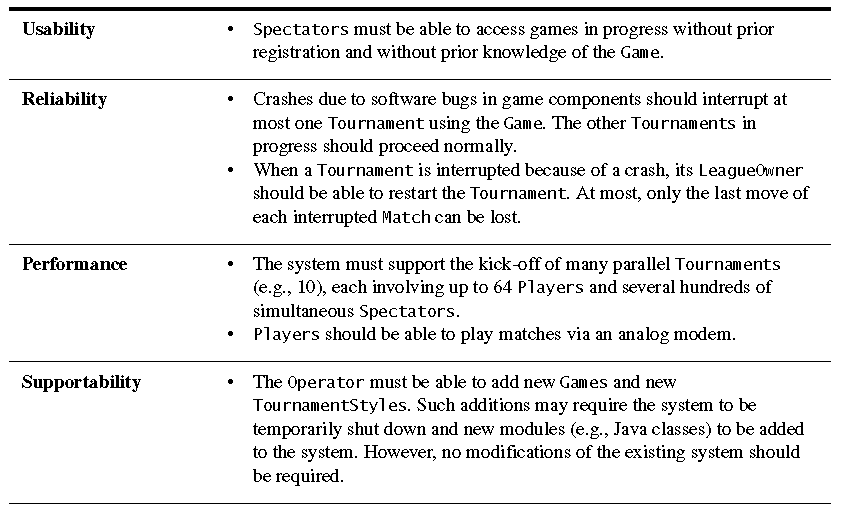 Usability • Spectators must be able to access games in progress without prior
registration and without prior knowledge of the Game.
Reliability • Crashes due to software bugs in game components should interrupt at
most one Tournament using the Game. The other Tournaments in
progress should proceed normally.
• When a Tournament is interrupted because of a crash, its LeagueOwner
should be able to restart the Tournament. At most, only the last move of
each interrupted Match can be lost.
Performance • The system must support the kick-off of many parallel Tournaments
(e.g., 10), each involving up to 64 Players and several hundreds of
simultaneous Spectators.
• Players should be able to play matches via an analog modem.
Supportability • The Operator must be able to add new Games and new
TournamentStyles. Such additions may require the system to be
temporarily shut down and new modules (e.g., Java classes) to be added
to the system. However, no modifications of the existing system should
be required.